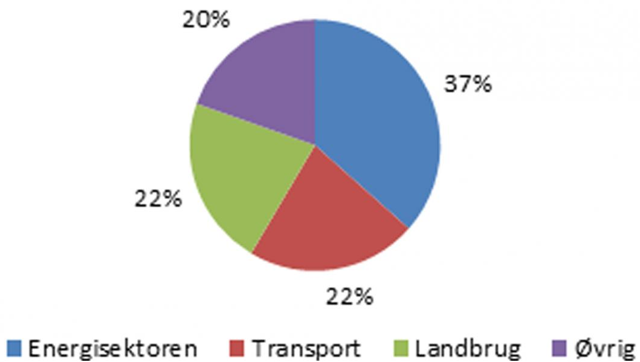 20%
37%
22%
22%
Energisektoren Transport Landbrug Øvrig